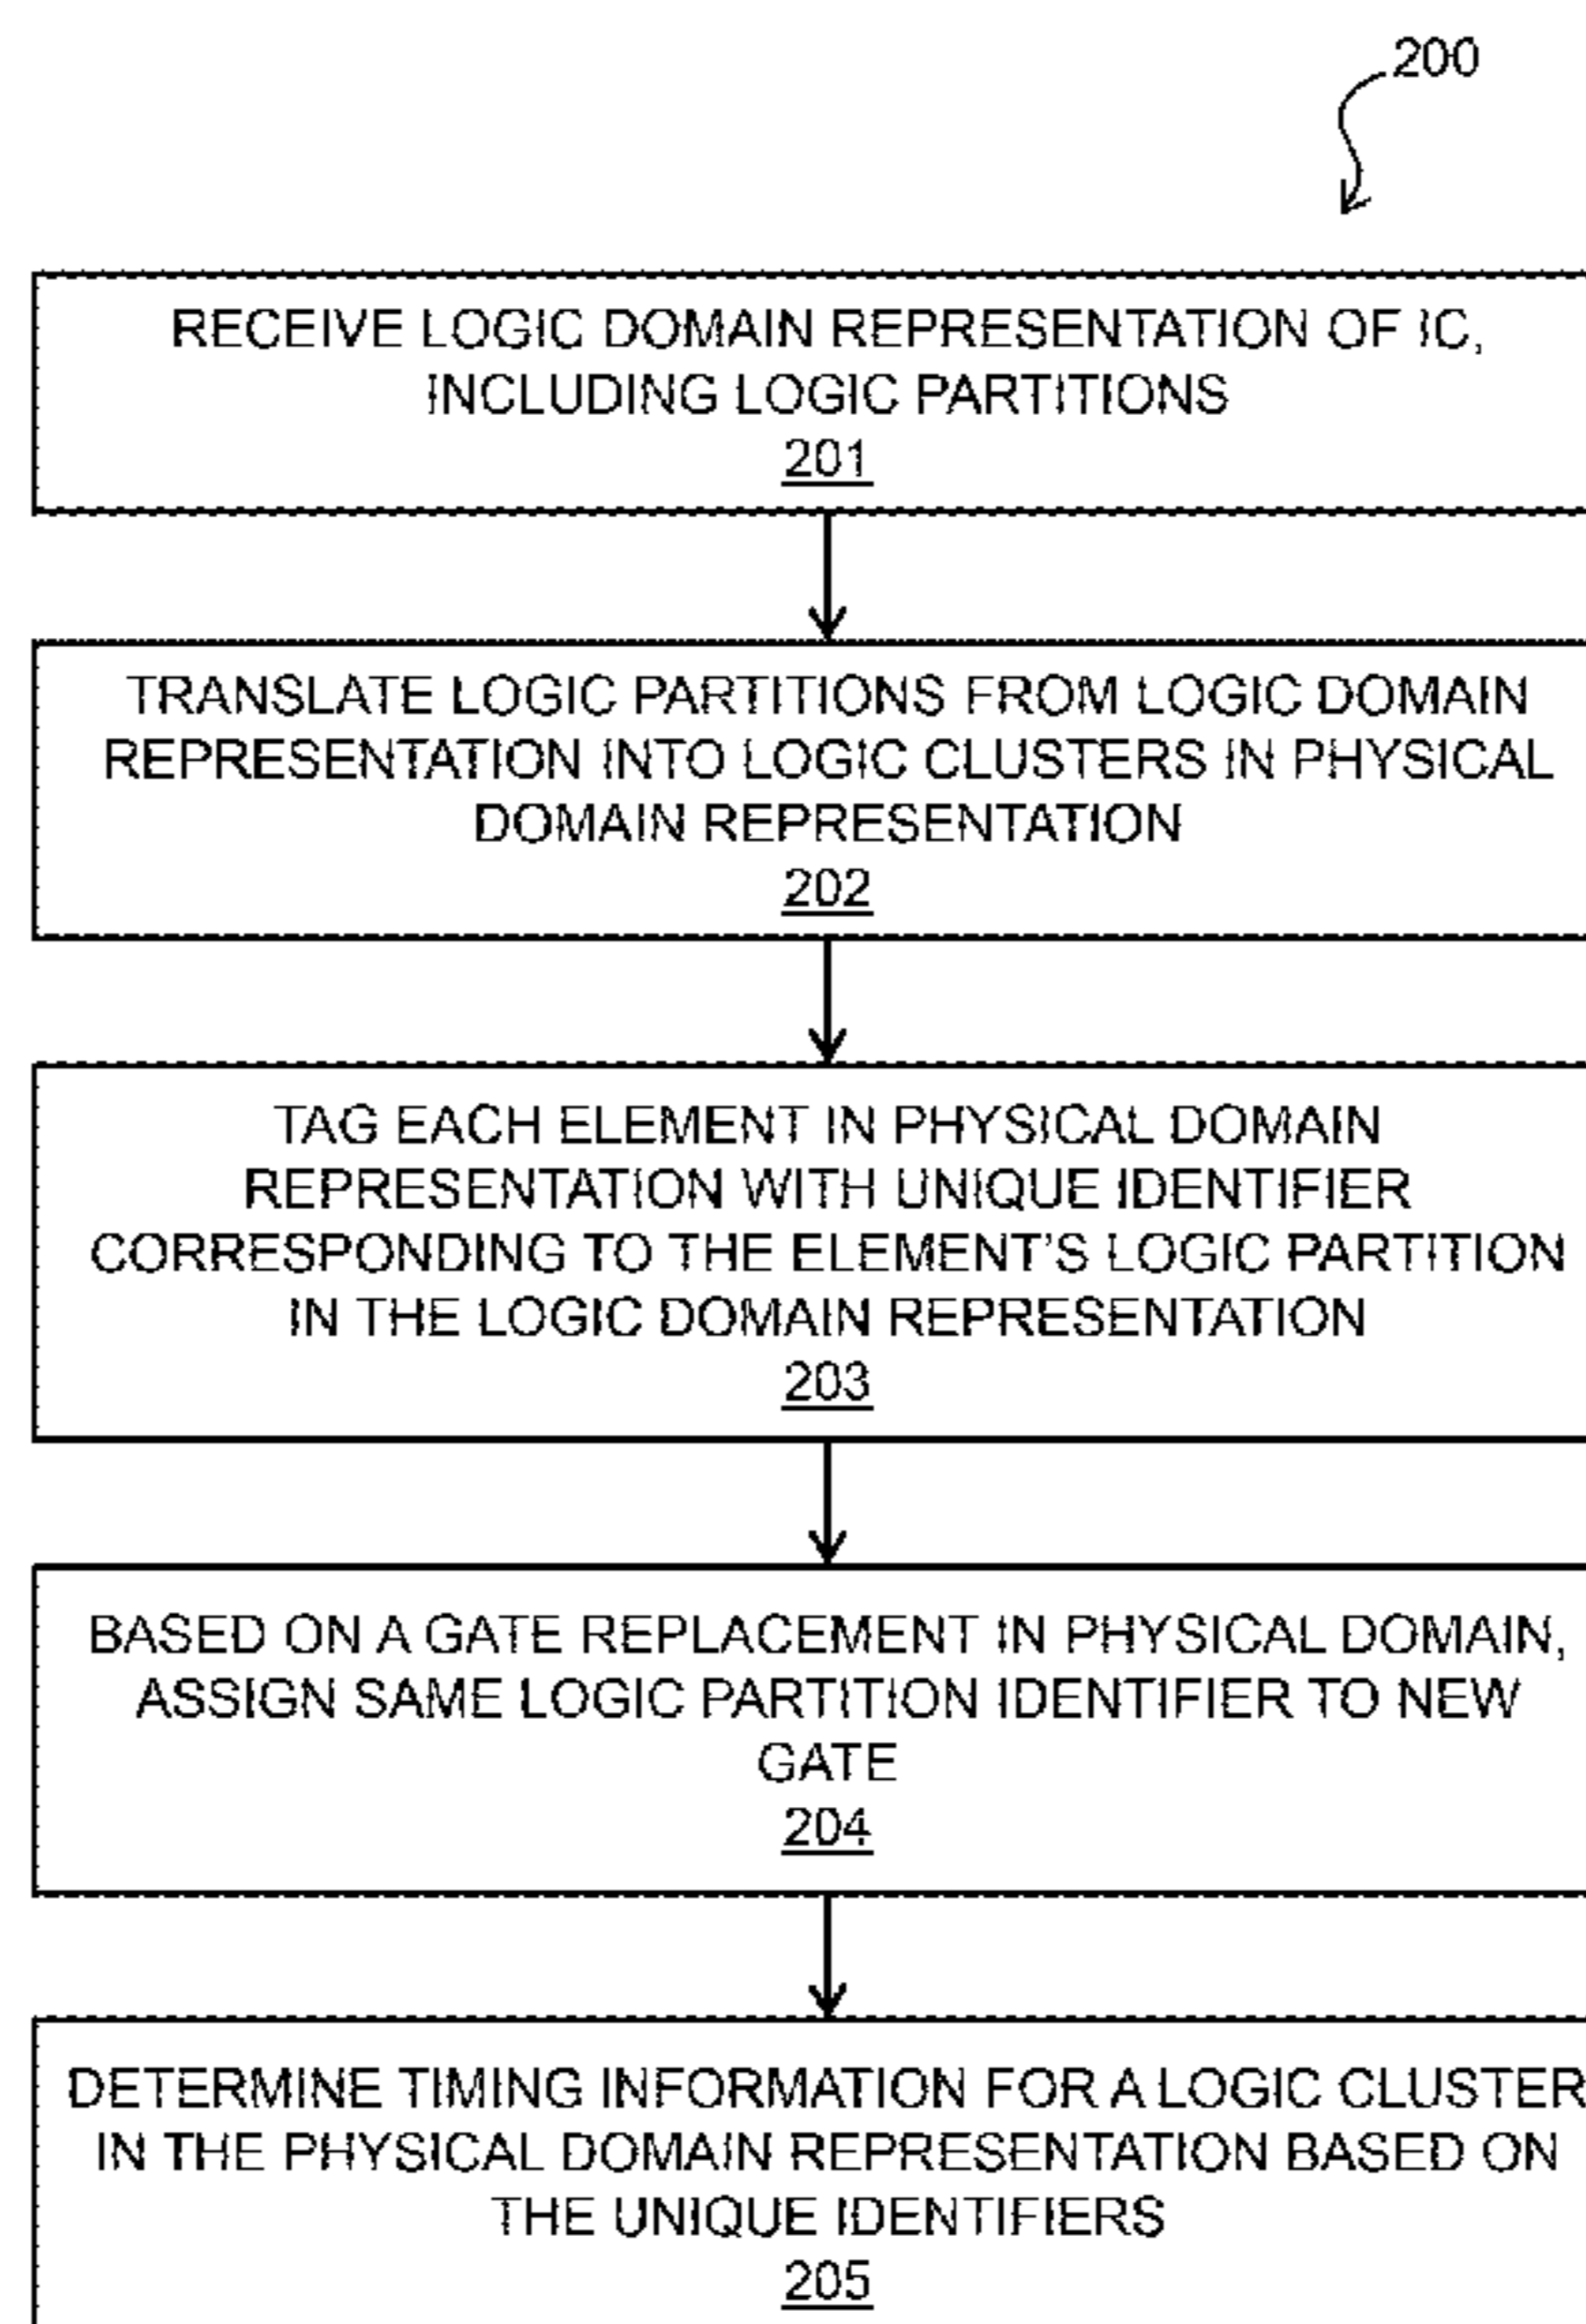 200
RECEIVE LOGIC DOMAIN REPRESENTATION OF IC,
INCLUDING LOGIC PARTITIONS
201
TRANSLATE LOGIC PARTITIONS FROM LOGIC DOMAIN
REPRESENTATION INTO LOGIC CLUSTERS IN PHYSICAL
DOMAIN REPRESENTATION
202
TAG EACH ELEMENT IN PHYSICAL DOMAIN
REPRESENTATION WITH UNIQUE IDENTIFIER
CORRESPONDING TO THE ELEMENT'S LOGIC PARTITION
IN THE LOGIC DOMAIN REPRESENTATION
203
BASED ON A GATE REPLACEMENT IN PHYSICAL DOMAIN,
ASSIGN SAME LOGIC PARTITION IDENTIFIER TO NEW
GATE
204
DETERMINE TIMING INFORMATION FOR A LOGIC CLUSTER
IN THE PHYSICAL DOMAIN REPRESENTATION BASED ON
THE UNIQUE IDENTIFIERS
205